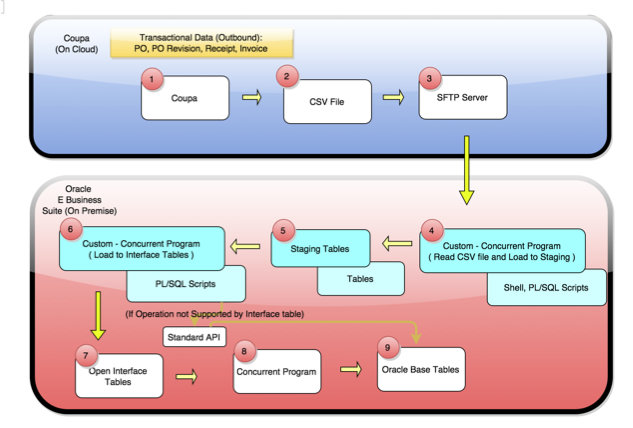 Coupa
(On Cloud)
Transactional Data (Outbound):
PO, PO Revision, Receipt, Invoice
1
Coupa
2
CSV File
3
SFTP Server
Oracle
E Business
Suite (On Premise)
6
Custom - Concurrent Program
( Load to Interface Tables )
PL/SQL Scripts
5
Staging Tables
Tables
4
Custom - Concurrent Program
( Read CSV file and Load to Staging )
Shell, PL/SQL Scripts
(If Operation not Supported by Interface table)
Standard API
7
Open Interface
Tables
8
Concurrent Program
9
Oracle Base Tables